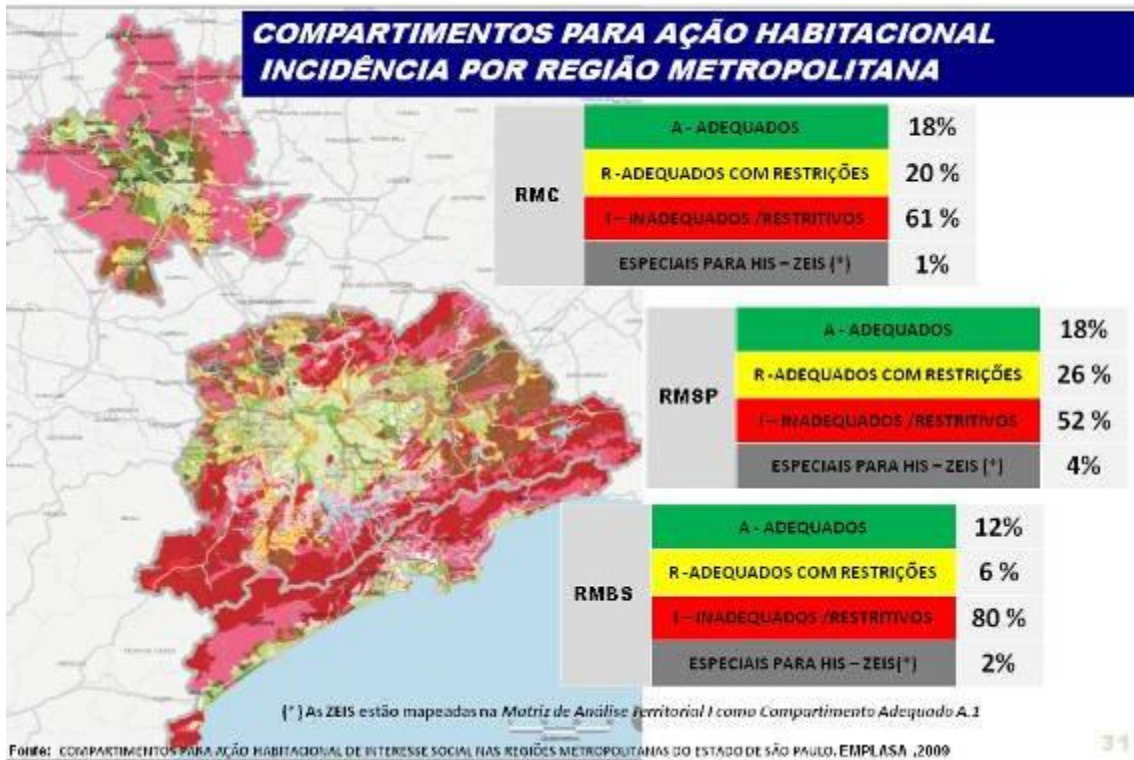 COMPARTIMENTOS PARA AÇÃO HABITACIONAL
INCIDÊNCIA POR REGIÃO METROPOLITANA
RMC
A - ADEQUADOS 18%
R -ADEQUADOS COM RESTRIÇÕES 20 %
I – INADEQUADOS /RESTRITIVOS 61 %
ESPECIAIS PARA HIS – ZEIS (*) 1%
RMSP
A - ADEQUADOS 18%
R -ADEQUADOS COM RESTRIÇÕES 26 %
I – INADEQUADOS /RESTRITIVOS 52 %
ESPECIAIS PARA HIS – ZEIS (*) 4%
RMBS
A - ADEQUADOS 12%
R -ADEQUADOS COM RESTRIÇÕES 6 %
I – INADEQUADOS /RESTRITIVOS 80 %
ESPECIAIS PARA HIS – ZEIS(*) 2%
(*) As ZEIS estão mapeadas na Matriz de Análise Territorial I como Compartimento Adequado A.1
Fonte: COMPARTIMENTOS PARA AÇÃO HABITACIONAL DE INTERESSE SOCIAL NAS REGIÕES METROPOLITANAS DO ESTADO DE SÃO PAULO. EMPLASA ,2009
31